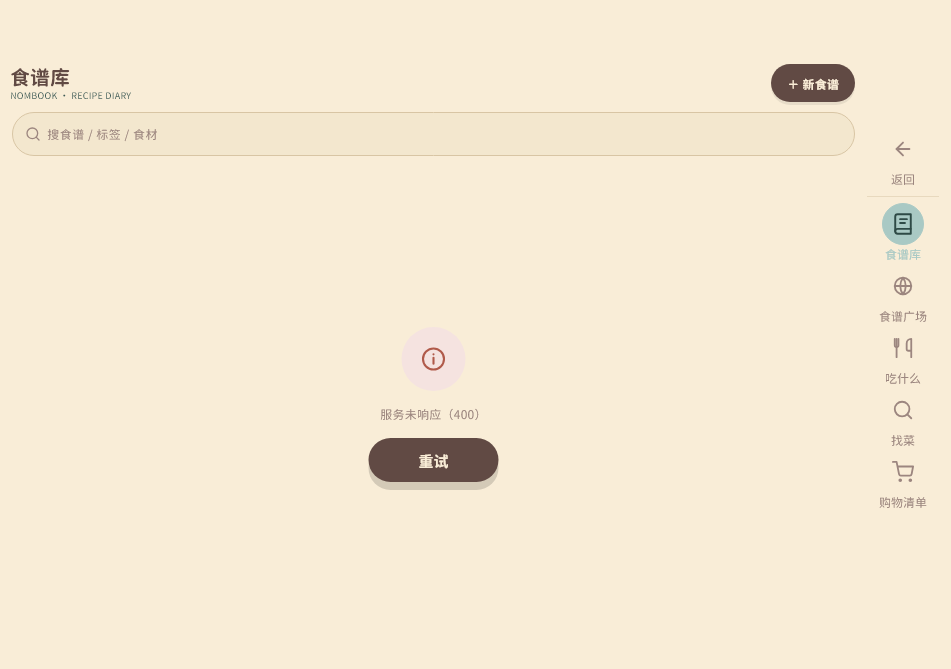 食谱库
NOMBOOK · RECIPE DIARY
+ 新食谱
搜食谱 / 标签 / 食材
服务未响应（400）
重试
返回
食谱库
食谱广场
吃什么
找菜
购物清单